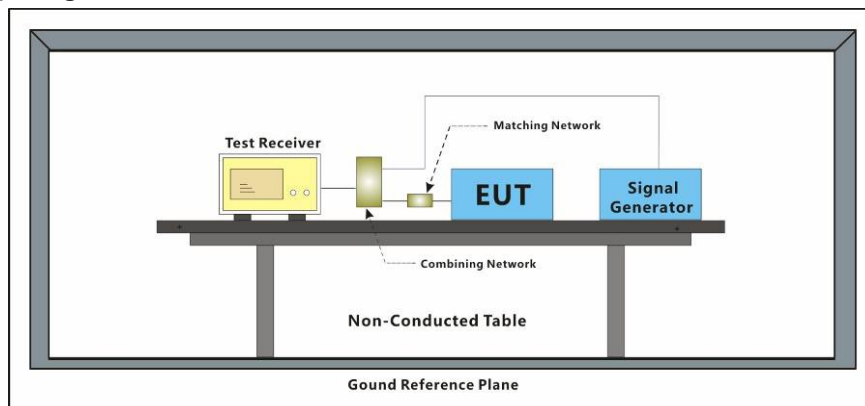 Matching Network
Test Receiver
EUT
Signal
Generator
Combining Network
Non-Conducted Table
Gound Reference Plane